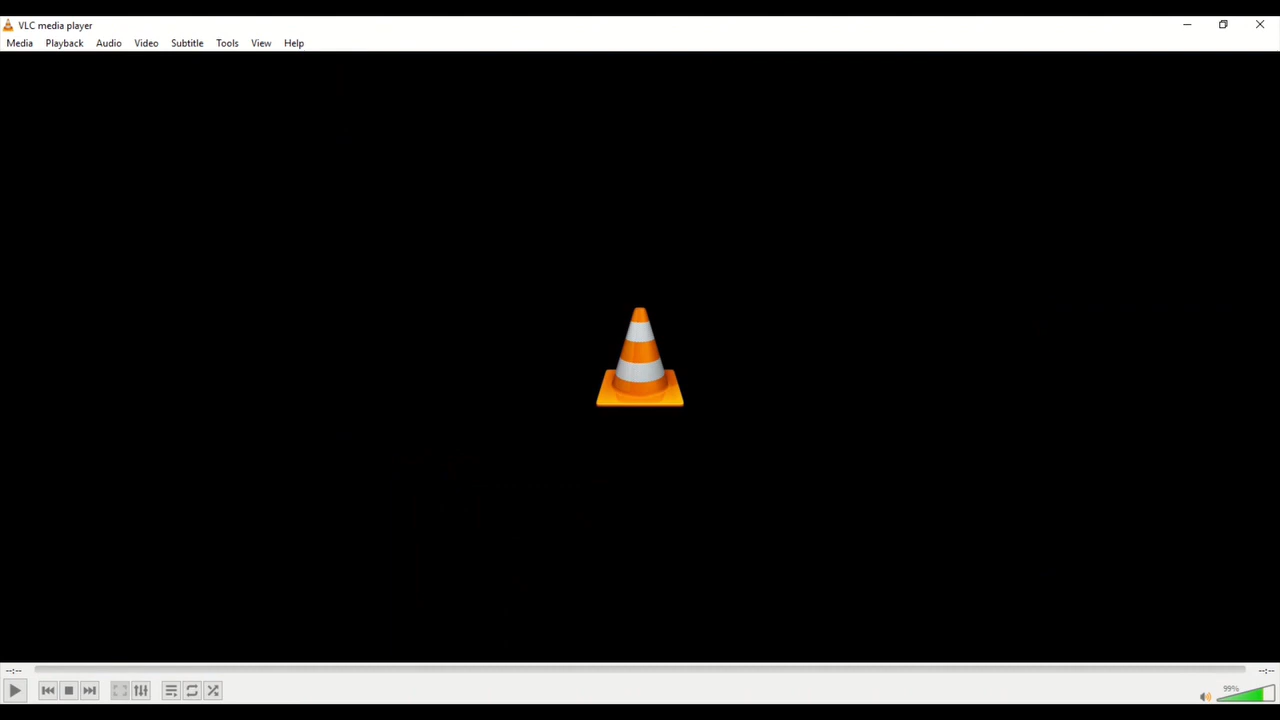 VLC media player
Media Playback Audio Video Subtitle Tools View Help
--:-- --:--
99%